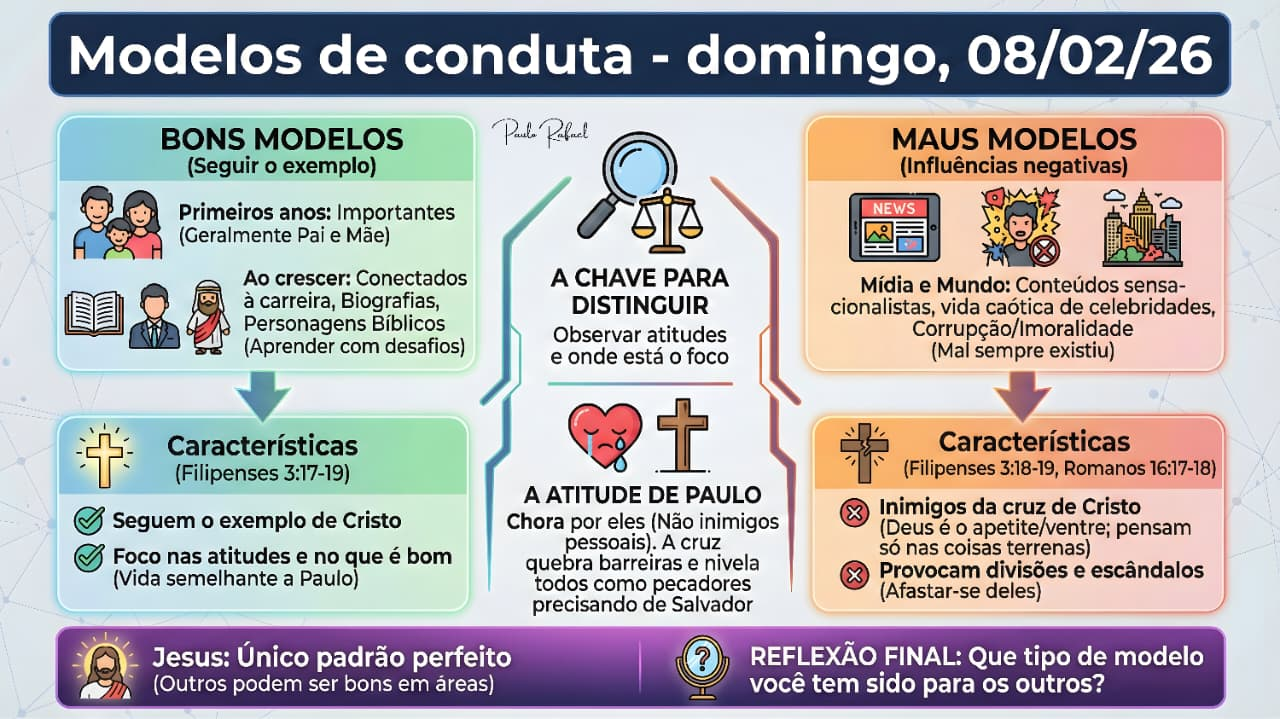 Modelos de conduta - domingo, 08/02/26
BONS MODELOS
(Seguir o exemplo)
Primeiros anos: Importantes
(Geralmente Pai e Mãe)
Ao crescer: Conectados
à carreira, Biografias,
Personagens Bíblicos
(Aprender com desafios)
Características
(Filipenses 3:17-19)
Seguem o exemplo de Cristo
Foco nas atitudes e no que é bom
(Vida semelhante a Paulo)
Paulo Rafael
A CHAVE PARA
DISTINGUIR
Observar atitudes
e onde está o foco
A ATITUDE DE PAULO
Chora por eles (Não inimigos
pessoais). A cruz
quebra barreiras e nivela
todos como pecadores
precisando de Salvador
MAUS MODELOS
(Influências negativas)
NEWS
Mídia e Mundo: Conteúdos sensa-
cionalistas, vida caótica de celebridades,
Corrupção/Imoralidade
(Mal sempre existiu)
Características
(Filipenses 3:18-19, Romanos 16:17-18)
Inimigos da cruz de Cristo
(Deus é o apetite/ventre; pensam
só nas coisas terrenas)
Provocam divisões e escândalos
(Afastar-se deles)
Jesus: Único padrão perfeito
(Outros podem ser bons em áreas)
?
REFLEXÃO FINAL: Que tipo de modelo
você tem sido para os outros?